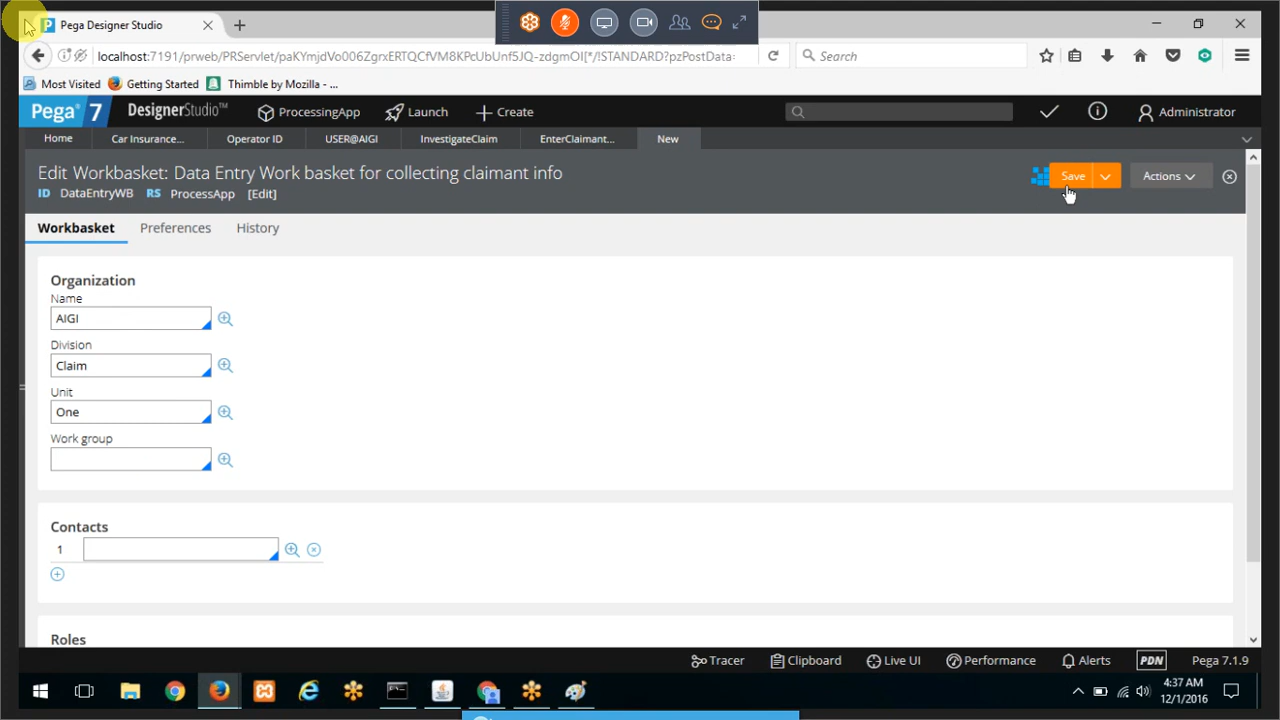 Pega Designer Studio
localhost:7191/prweb/PRServlet/paKYmjdVo006ZgrxERTQCfVM8KPcUbUnf5JQ-zdgmOI[*/!STANDARD?pzPostData=
Search
Most Visited Getting Started Thimble by Mozilla - ...
Pega 7 DesignerStudio™ ProcessingApp Launch Create Administrator
Home Car Insurance... Operator ID USER@AIGI InvestigateClaim EnterClaimant... New
Edit Workbasket: Data Entry Work basket for collecting claimant info
Save Actions
ID DataEntryWB RS ProcessApp [Edit]
Workbasket Preferences History
Organization
Name
AIGI
Division
Claim
Unit
One
Work group
Contacts
1
Roles
Tracer Clipboard Live UI Performance Alerts PDN Pega 7.1.9
4:37 AM
12/1/2016